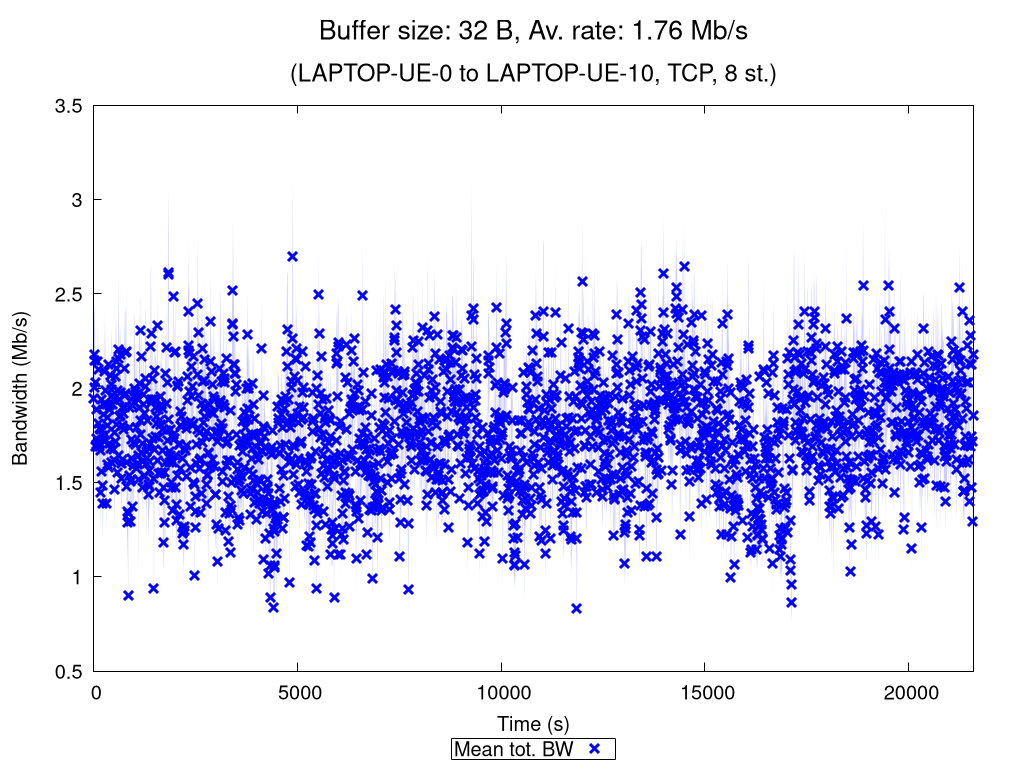 Buffer size: 32 B, Av. rate: 1.76 Mb/s
(LAPTOP-UE-0 to LAPTOP-UE-10, TCP, 8 st.)
3.5
3
2.5
2
1.5
1
0.5
Bandwidth (Mb/s)
0 5000 10000 15000 20000
Time (s)
Mean tot. BW